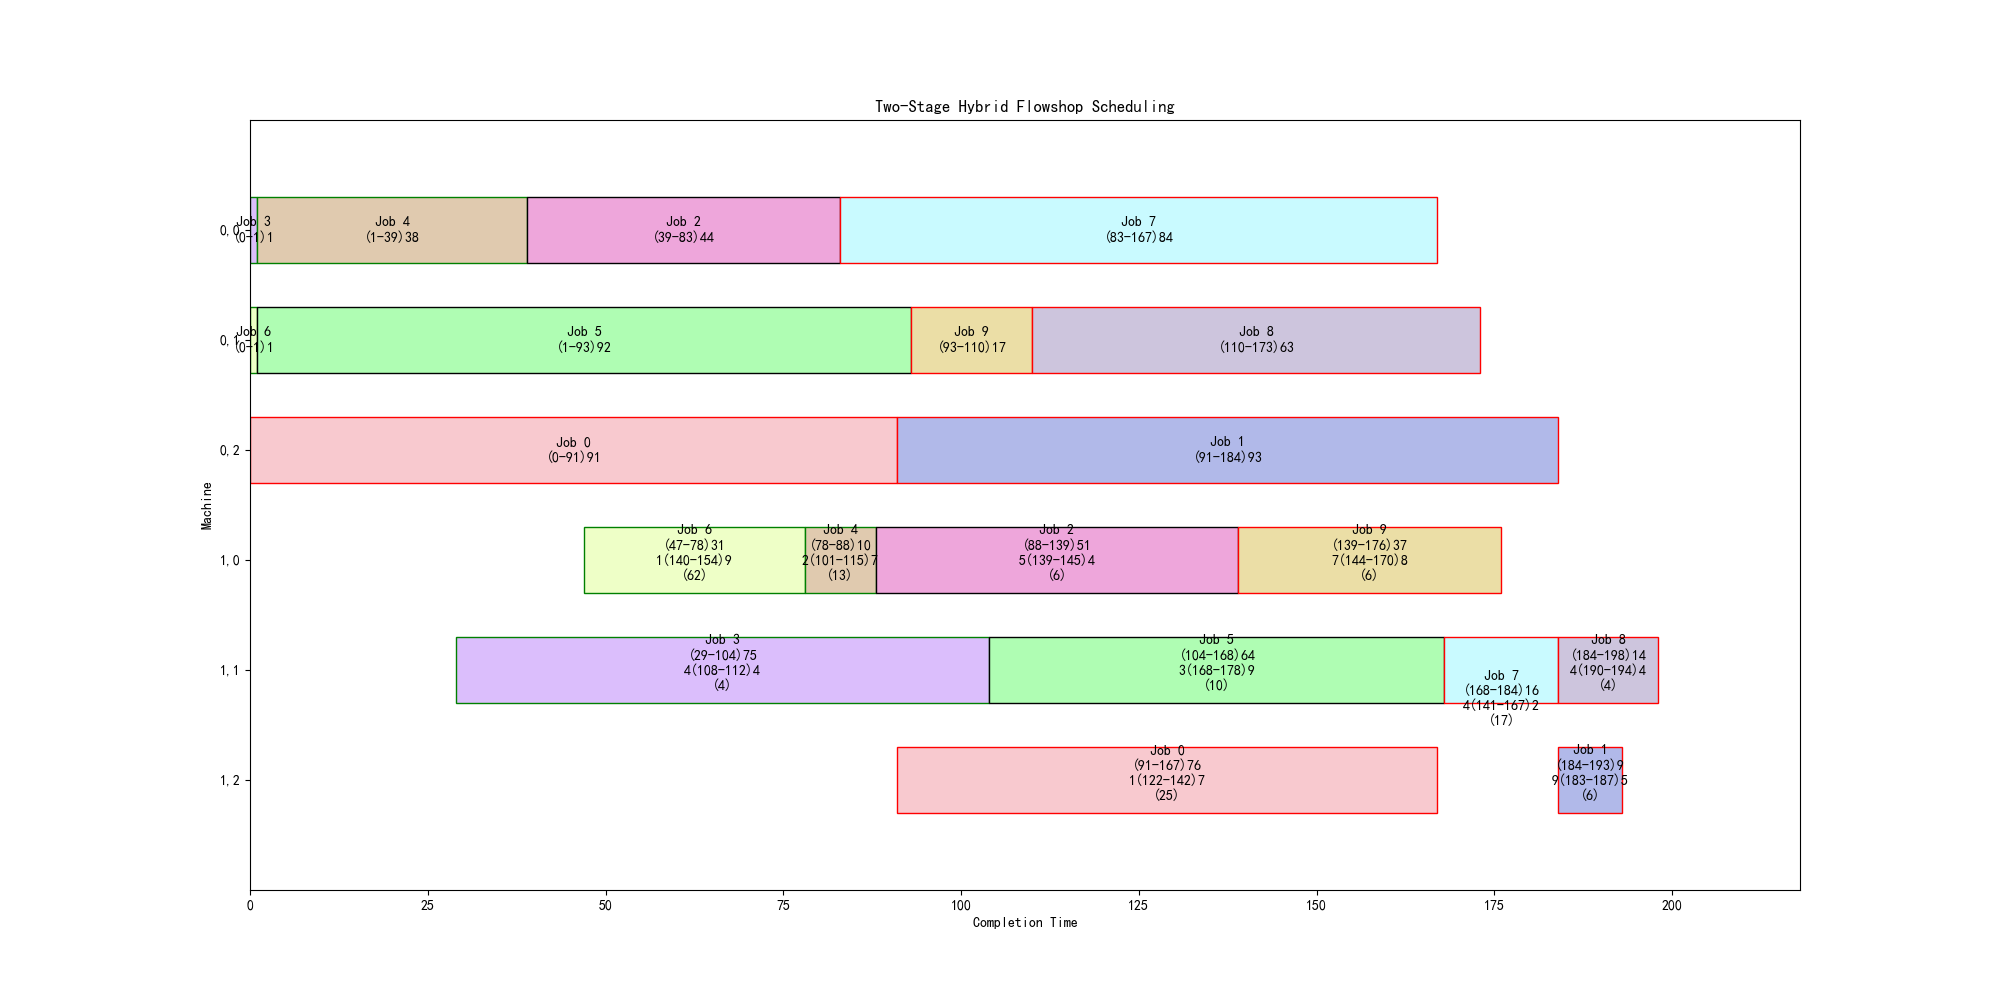 Two-Stage Hybrid Flowshop Scheduling
Machine
0,0
Job 3
(0-1)1
Job 4
(1-39)38
Job 2
(39-83)44
Job 7
(83-167)84
0,1
Job 6
(0-1)1
Job 5
(1-93)92
Job 9
(93-110)17
Job 8
(110-173)63
0,2
Job 0
(0-91)91
Job 1
(91-184)93
1,0
Job 6
(47-78)31
1(140-154)9
(62)
Job 4
(78-88)10
2(101-115)7
(13)
Job 2
(88-139)51
5(139-145)4
(6)
Job 9
(139-176)37
7(144-170)8
(6)
1,1
Job 3
(29-104)75
4(108-112)4
(4)
Job 5
(104-168)64
3(168-178)9
(10)
Job 7
(168-184)16
4(141-167)2
(17)
Job 8
(184-198)14
4(190-194)4
(4)
1,2
Job 0
(91-167)76
1(122-142)7
(25)
Job 1
(184-193)9
9(183-187)5
(6)
0 25 50 75 100 125 150 175 200
Completion Time